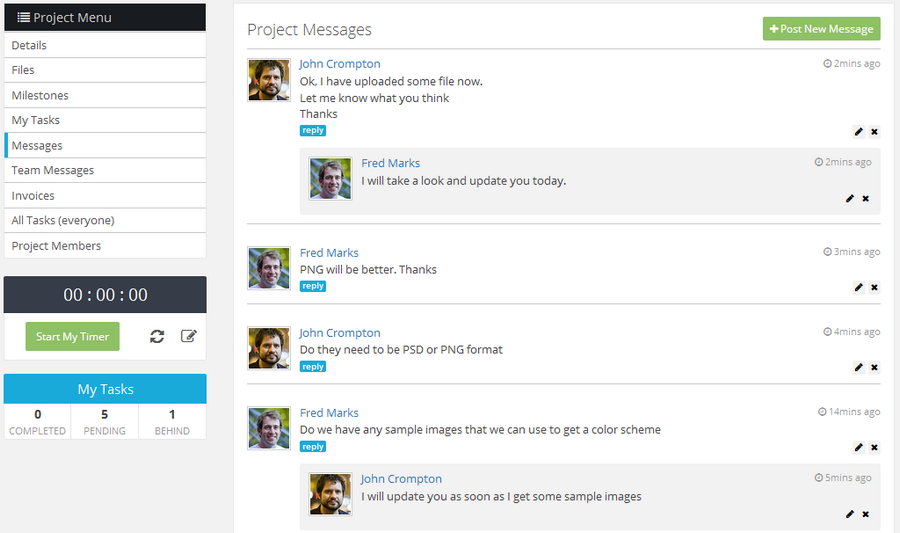 Project Menu
Details
Files
Milestones
My Tasks
Messages
Team Messages
Invoices
All Tasks (everyone)
Project Members
00 : 00 : 00
Start My Timer
My Tasks
0 5 1
COMPLETED PENDING BEHIND
Project Messages
Post New Message
John Crompton 2mins ago
Ok, I have uploaded some file now.
Let me know what you think
Thanks
reply
Fred Marks 2mins ago
I will take a look and update you today.
Fred Marks 3mins ago
PNG will be better. Thanks
reply
John Crompton 4mins ago
Do they need to be PSD or PNG format
reply
Fred Marks 14mins ago
Do we have any sample images that we can use to get a color scheme
reply
John Crompton 5mins ago
I will update you as soon as I get some sample images